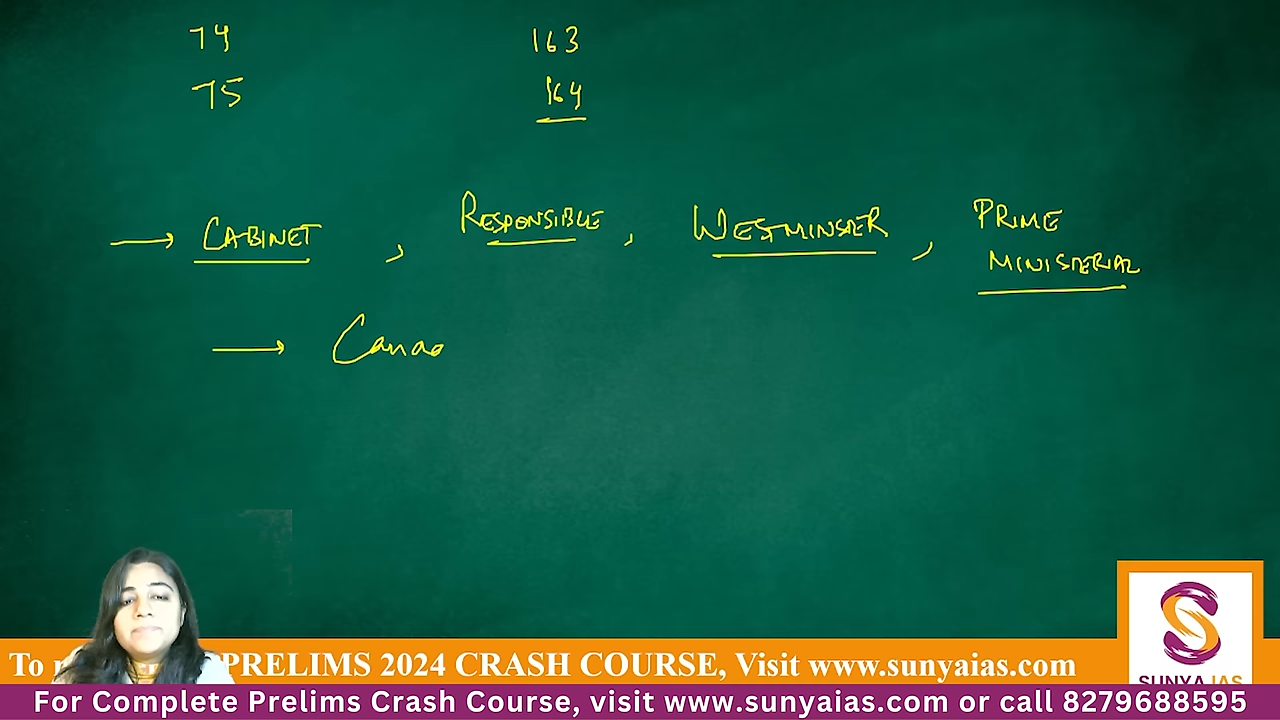 74 163
75 164
→ CABINET , RESPONSIBLE , WESTMINSTER , PRIME
MINISTERIAL
→ Canad
To PRELIMS 2024 CRASH COURSE, Visit www.sunyaias.com
SUNYA IAS
For Complete Prelims Crash Course, visit www.sunyaias.com or call 8279688595